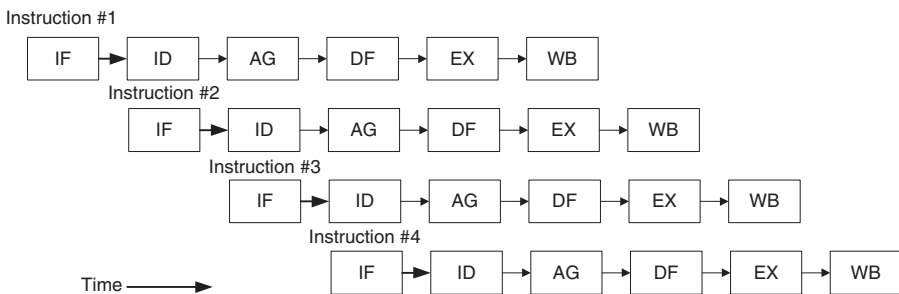 Instruction #1
IF ID AG DF EX WB
Instruction #2
IF ID AG DF EX WB
Instruction #3
IF ID AG DF EX WB
Instruction #4
IF ID AG DF EX WB
Time